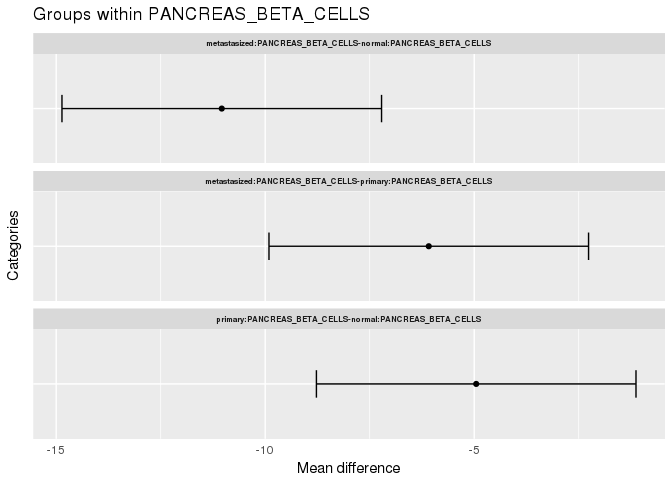 Groups within PANCREAS_BETA_CELLS
metastasized:PANCREAS_BETA_CELLS-normal:PANCREAS_BETA_CELLS
metastasized:PANCREAS_BETA_CELLS-primary:PANCREAS_BETA_CELLS
Categories
primary:PANCREAS_BETA_CELLS-normal:PANCREAS_BETA_CELLS
-15 -10 -5
Mean difference